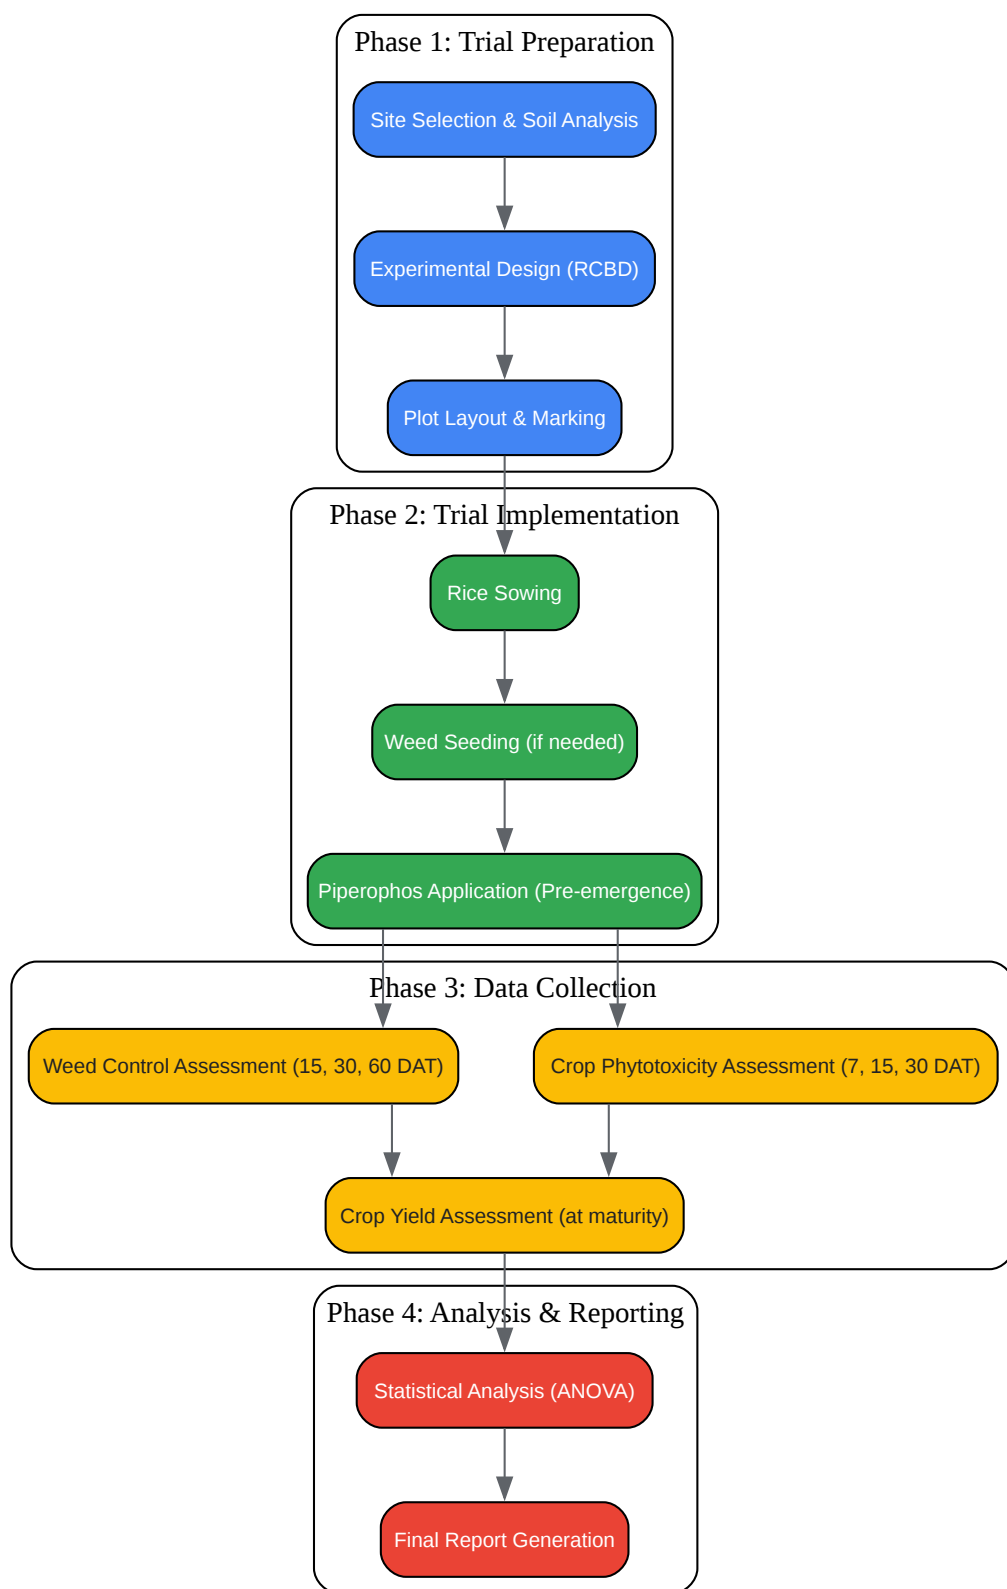 Phase 1: Trial Preparation
Site Selection & Soil Analysis
Experimental Design (RCBD)
Plot Layout & Marking
Phase 2: Trial Implementation
Rice Sowing
Weed Seeding (if needed)
Piperophos Application (Pre-emergence)
Phase 3: Data Collection
Weed Control Assessment (15, 30, 60 DAT)
Crop Phytotoxicity Assessment (7, 15, 30 DAT)
Crop Yield Assessment (at maturity)
Phase 4: Analysis & Reporting
Statistical Analysis (ANOVA)
Final Report Generation